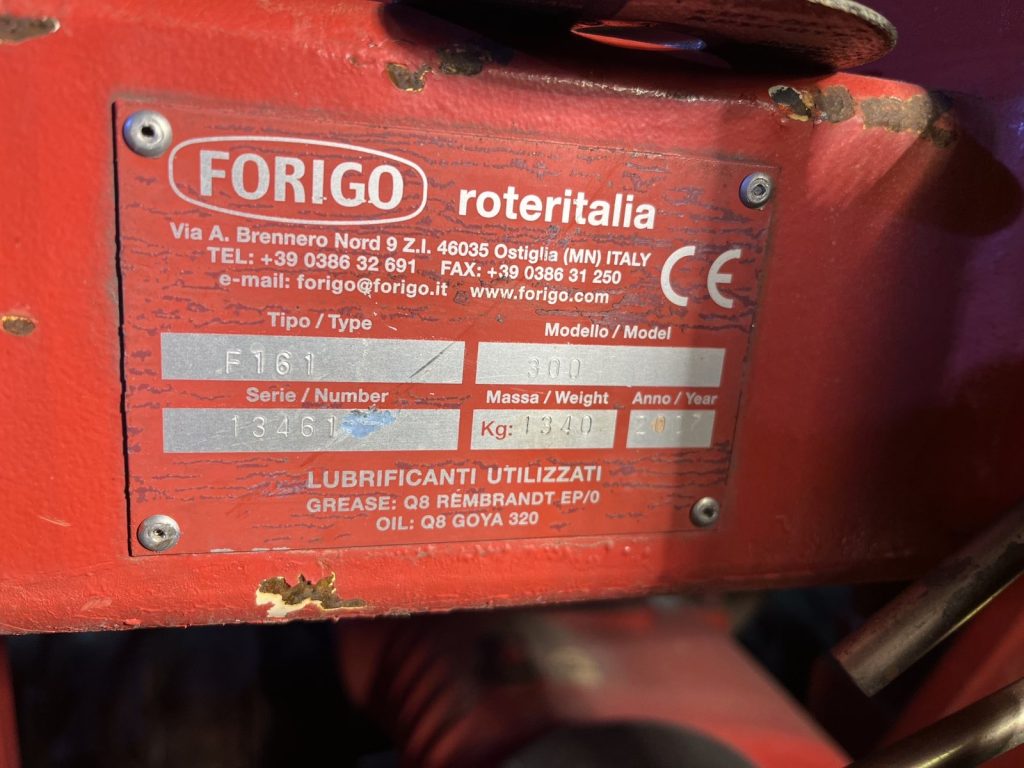 FORIGO roteritalia
Via A. Brennero Nord 9 Z.I. 46035 Ostiglia (MN) ITALY
TEL: +39 0386 32 691 FAX: +39 0386 31 250
e-mail: forigo@forigo.it www.forigo.com
CE
Tipo / Type Modello / Model
F161 300
Serie / Number Massa / Weight Anno / Year
13461 Kg: 1340 2017
LUBRIFICANTI UTILIZZATI
GREASE: Q8 REMBRANDT EP/0
OIL: Q8 GOYA 320